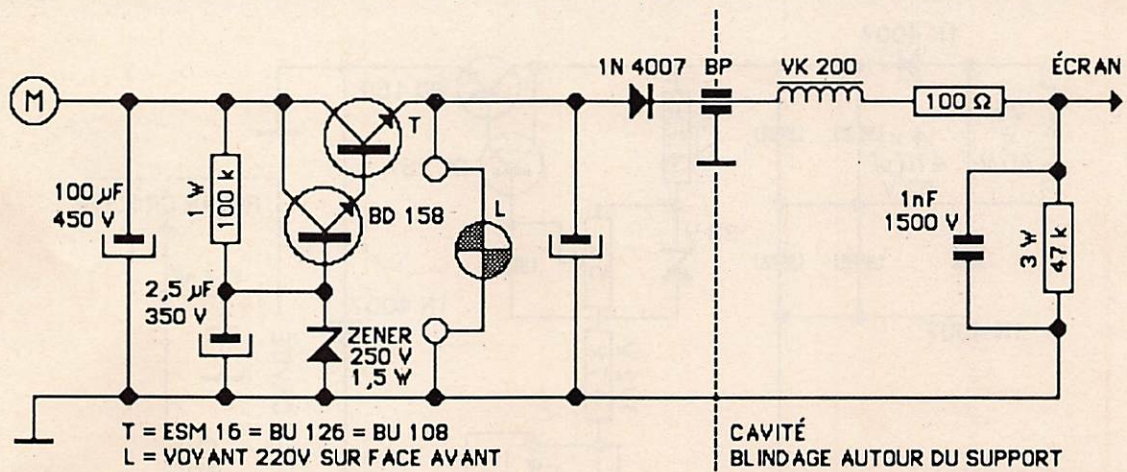 1N 4007
BP
VK 200
ÉCRAN
M
T
100 Ω
100 µF
450 V
1 W
100 k
BD 158
L
1nF
1500 V
3 W
47 k
2,5 µF
350 V
ZENER
250 V
1,5 W
T = ESM 16 = BU 126 = BU 108
L = VOYANT 220V SUR FACE AVANT
CAVITÉ
BLINDAGE AUTOUR DU SUPPORT